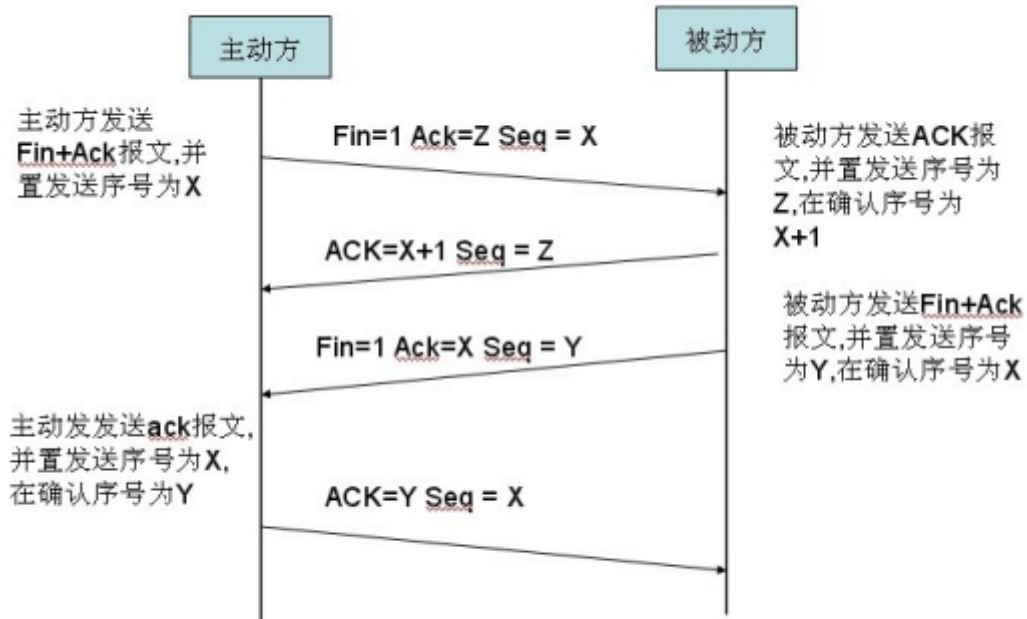 主动方
被动方
主动方发送
Fin+Ack报文,并
置发送序号为X
Fin=1 Ack=Z Seq = X
被动方发送ACK报
文,并置发送序号为
Z,在确认序号为
X+1
ACK=X+1 Seq = Z
被动方发送Fin+Ack
报文,并置发送序号
为Y,在确认序号为X
Fin=1 Ack=X Seq = Y
主动发发送ack报文,
并置发送序号为X,
在确认序号为Y
ACK=Y Seq = X